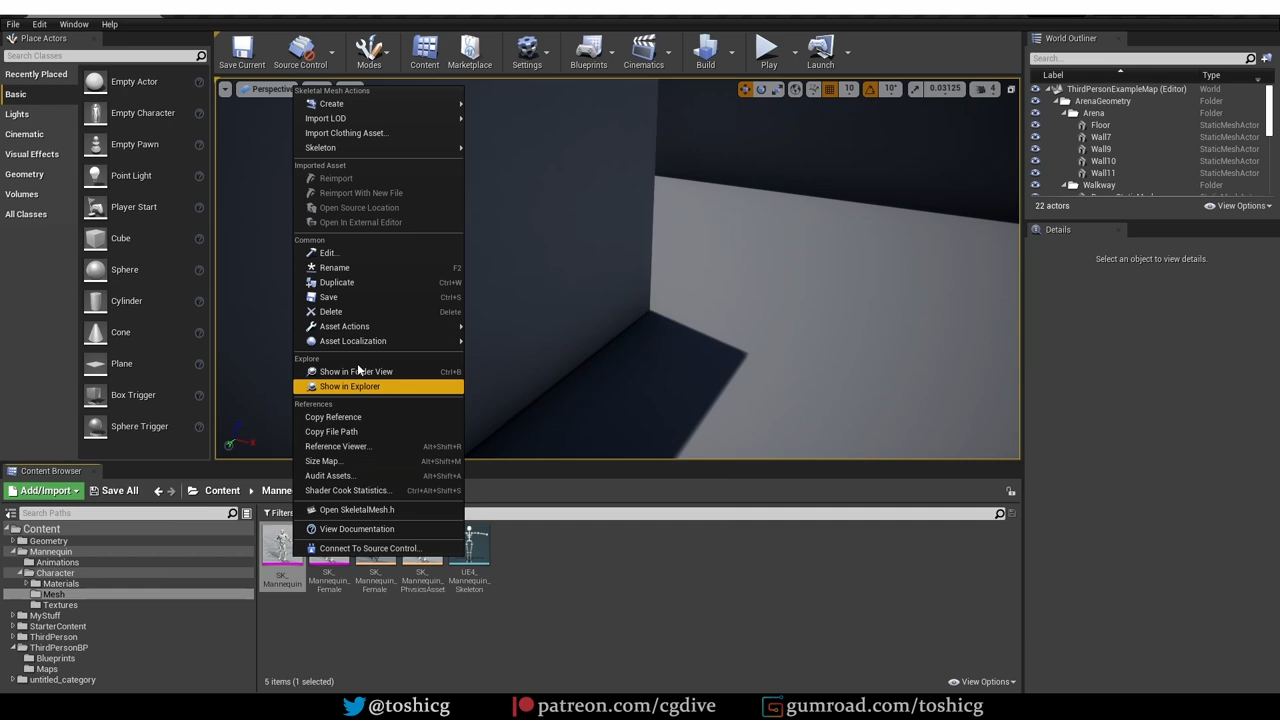 File Edit Window Help
Place Actors
Search Classes
Recently Placed
Basic
Lights
Cinematic
Visual Effects
Geometry
Volumes
All Classes
Empty Actor
Empty Character
Empty Pawn
Point Light
Player Start
Cube
Sphere
Cylinder
Cone
Plane
Box Trigger
Sphere Trigger
Save Current
Source Control
Modes
Content
Marketplace
Settings
Blueprints
Cinematics
Build
Play
Launch
Perspective
10
10°
0.03125
4
Skeletal Mesh Actions
Create
Import LOD
Import Clothing Asset...
Skeleton
Imported Asset
Reimport
Reimport With New File
Open Source Location
Open In External Editor
Common
Edit...
Rename F2
Duplicate Ctrl+W
Save Ctrl+S
Delete Delete
Asset Actions
Asset Localization
Explore
Show in Folder View Ctrl+B
Show in Explorer
References
Copy Reference
Copy File Path
Reference Viewer... Alt+Shift+R
Size Map... Alt+Shift+M
Audit Assets... Alt+Shift+A
Shader Cook Statistics... Ctrl+Alt+Shift+S
Open SkeletalMesh.h
View Documentation
Connect To Source Control...
World Outliner
Search...
Label Type
ThirdPersonExampleMap (Editor) World
ArenaGeometry Folder
Arena Folder
Floor StaticMeshActor
Wall7 StaticMeshActor
Wall9 StaticMeshActor
Wall10 StaticMeshActor
Wall11 StaticMeshActor
Walkway Folder
22 actors View Options
Details
Select an object to view details.
Content Browser
Add/Import Save All Content
Search Paths
Filters
Content
Geometry
Mannequin
Animations
Character
Materials
Mesh
Textures
MyStuff
StarterContent
ThirdPerson
ThirdPersonBP
Blueprints
Maps
untitled_category
SK_
Mannequin
SK_
Mannequin_
Female
SK_
Mannequin_
Female
SK_
Mannequin_
PhysicsAsset
UE4_
Mannequin_
Skeleton
5 items (1 selected) View Options
@toshicg patreon.com/cgdive gumroad.com/toshicg